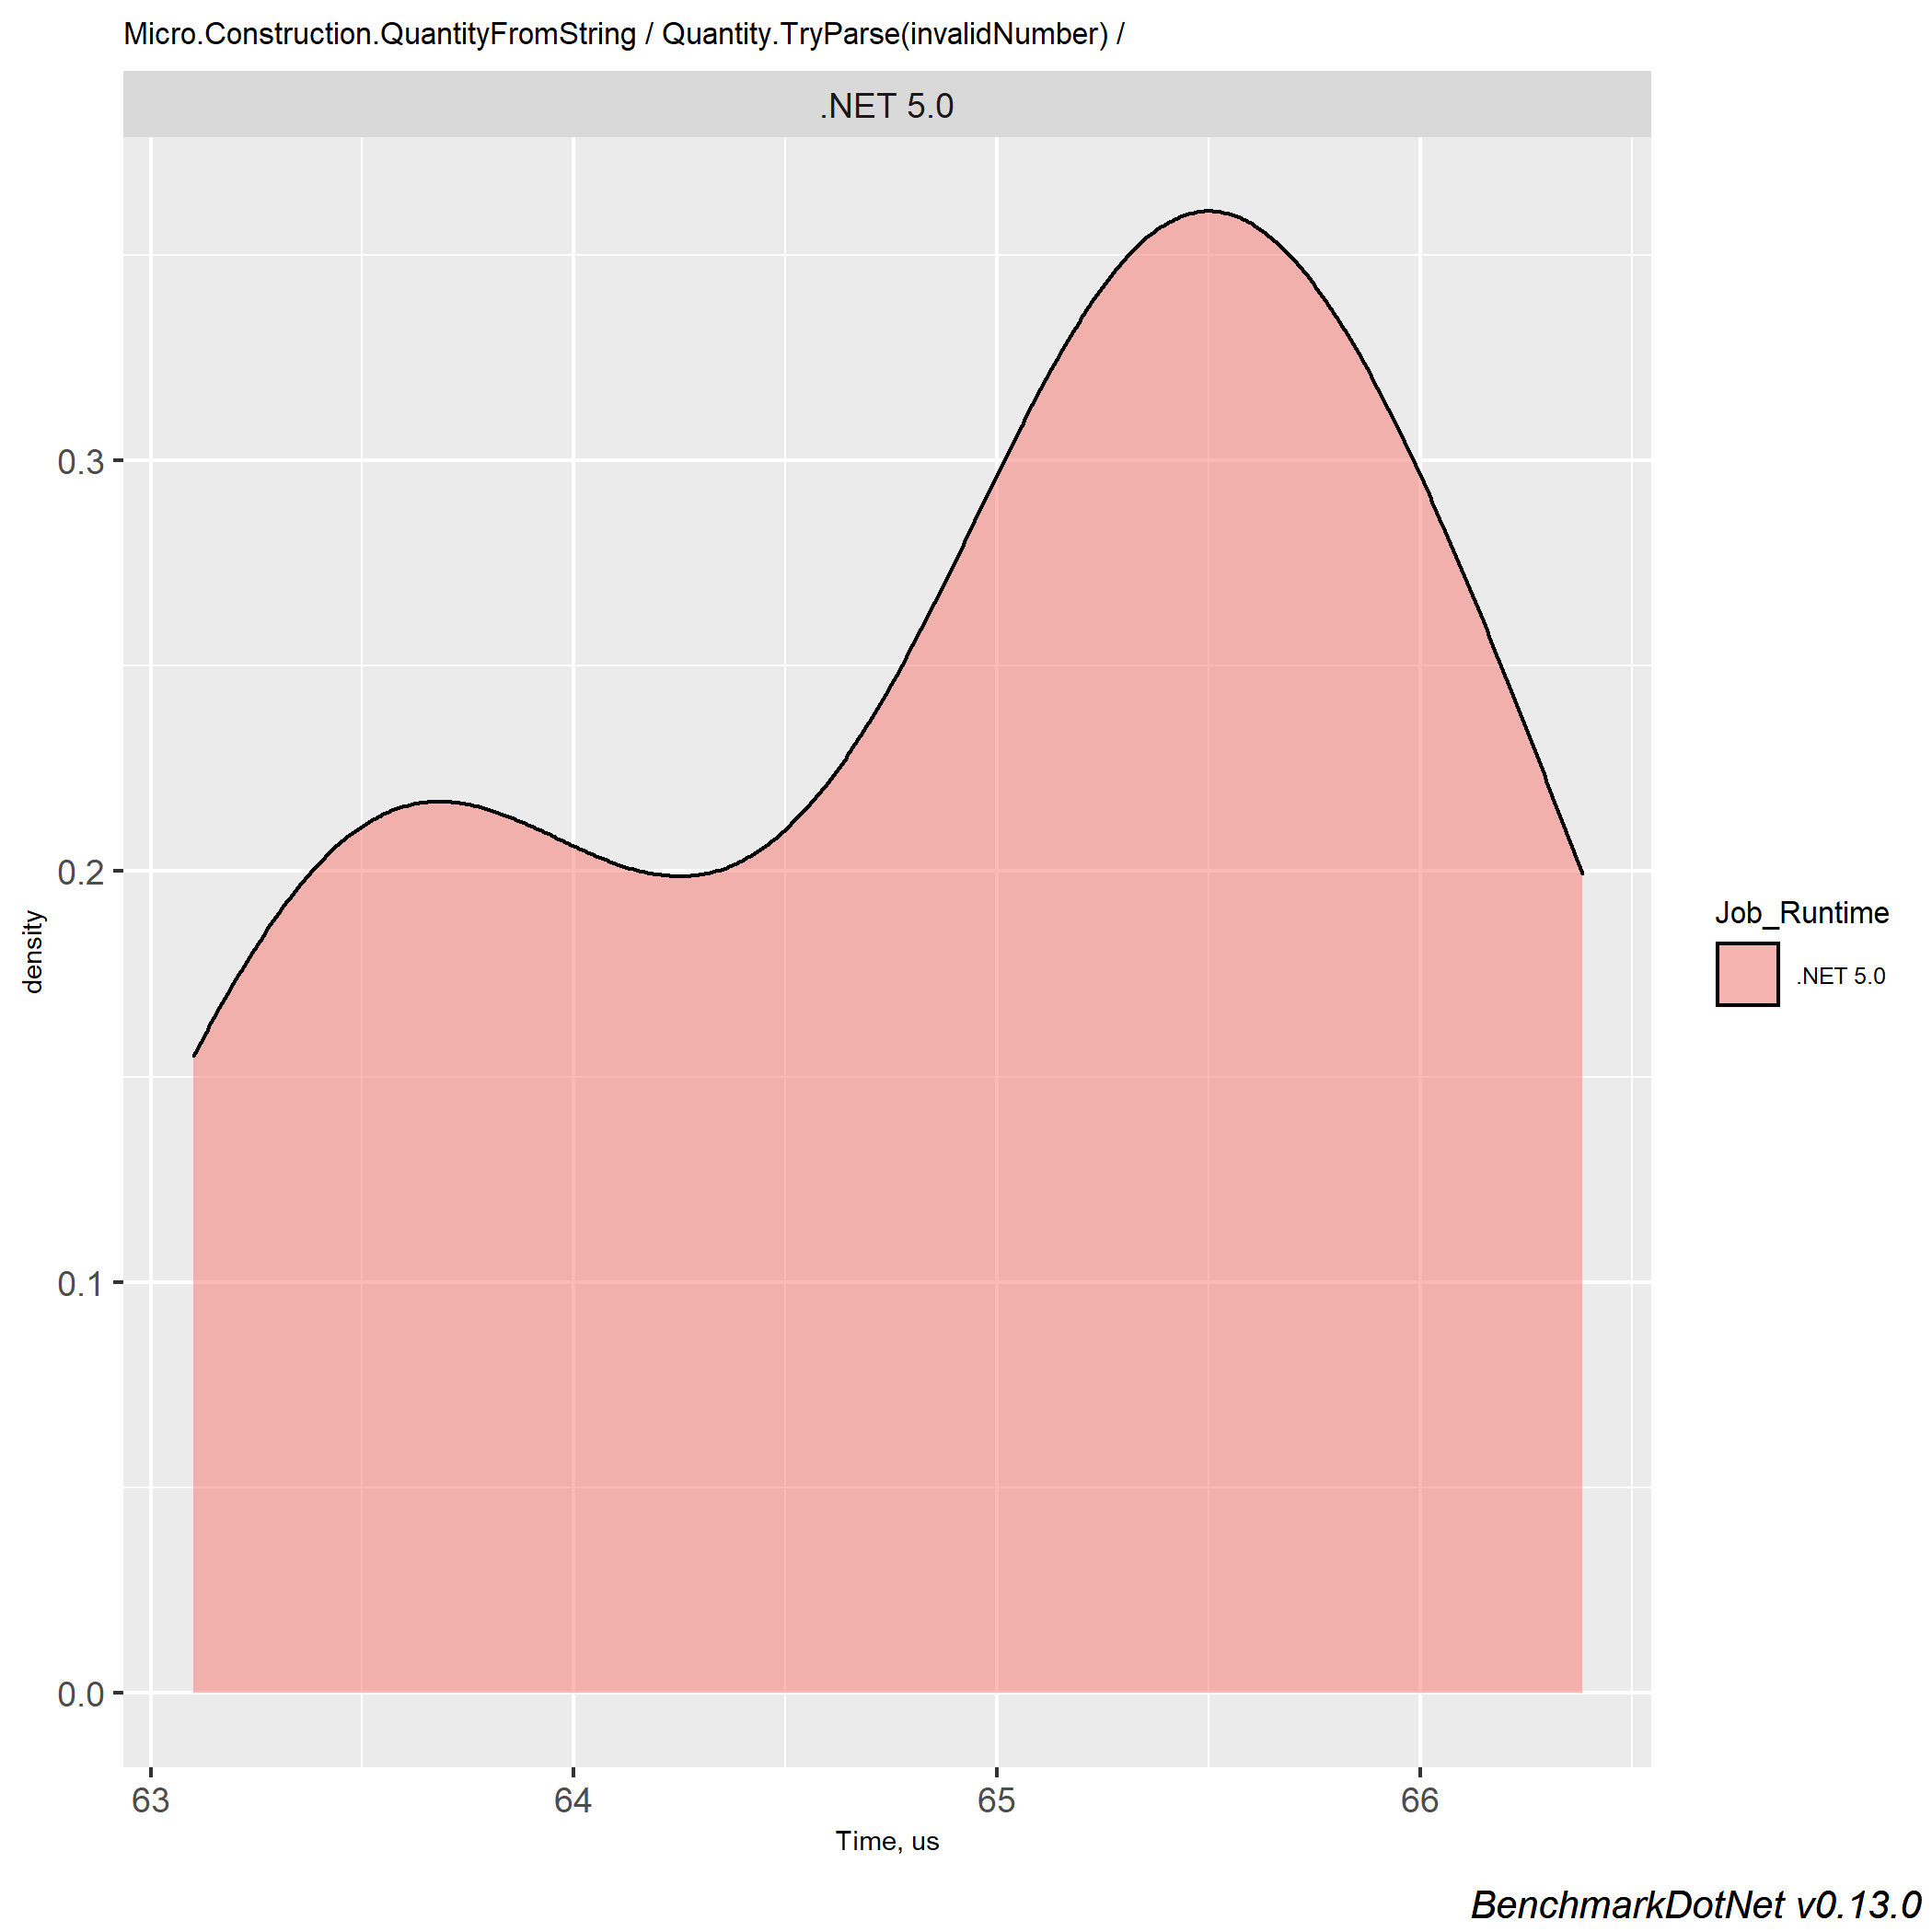 Micro.Construction.QuantityFromString / Quantity.TryParse(invalidNumber) /
.NET 5.0
0.3
0.2
0.1
0.0
density
63 64 65 66
Time, us
Job_Runtime
.NET 5.0
BenchmarkDotNet v0.13.0